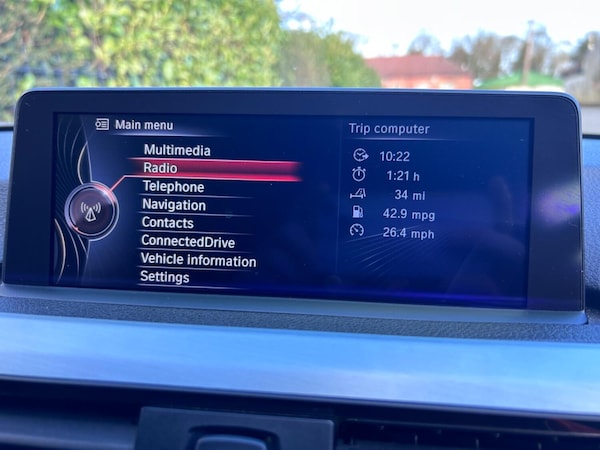 Main menu
Multimedia
Radio
Telephone
Navigation
Contacts
ConnectedDrive
Vehicle information
Settings
Trip computer
10:22
1:21 h
34 mi
42.9 mpg
26.4 mph